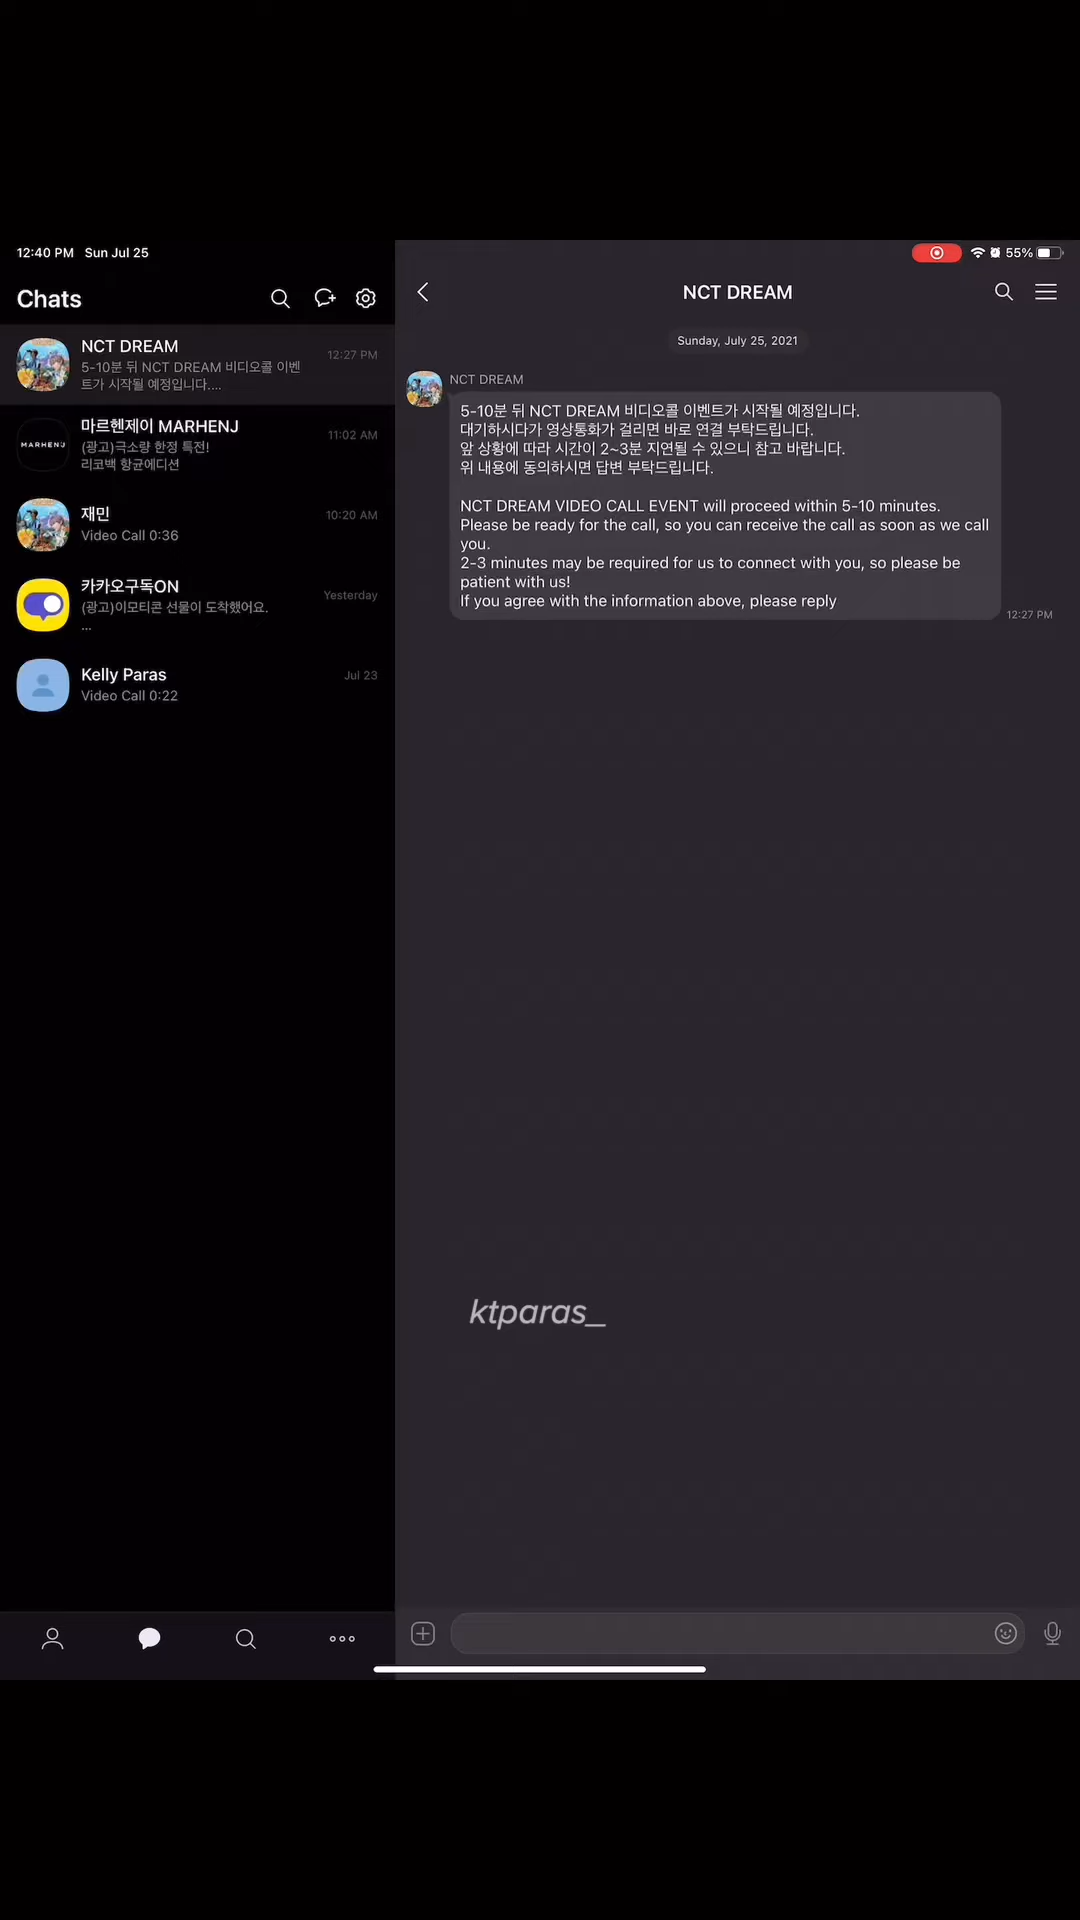 12:40 PM Sun Jul 25
55%
Chats
NCT DREAM
5-10분 뒤 NCT DREAM 비디오콜 이벤
트가 시작될 예정입니다....
12:27 PM
마르헨제이 MARHENJ
(광고)극소량 한정 특전!
리코백 항균에디션
11:02 AM
MARHENJ
재민
Video Call 0:36
10:20 AM
카카오구독ON
(광고)이모티콘 선물이 도착했어요.
...
Yesterday
Kelly Paras
Video Call 0:22
Jul 23
NCT DREAM
Sunday, July 25, 2021
NCT DREAM
5-10분 뒤 NCT DREAM 비디오콜 이벤트가 시작될 예정입니다.
대기하시다가 영상통화가 걸리면 바로 연결 부탁드립니다.
앞 상황에 따라 시간이 2~3분 지연될 수 있으니 참고 바랍니다.
위 내용에 동의하시면 답변 부탁드립니다.
NCT DREAM VIDEO CALL EVENT will proceed within 5-10 minutes.
Please be ready for the call, so you can receive the call as soon as we call
you.
2-3 minutes may be required for us to connect with you, so please be
patient with us!
If you agree with the information above, please reply
12:27 PM
ktparas_